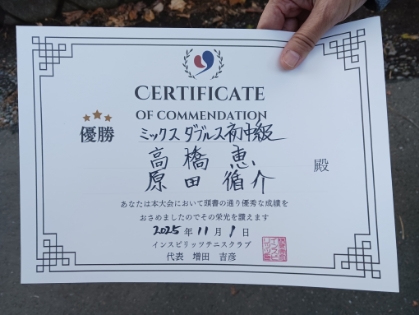 CERTIFICATE
OF COMMENDATION
優勝 ミックスダブルス初中級
高橋恵
原田循介
殿
あなたは本大会において頭書の通り優秀な成績を
おさめましたのでその栄光を讃えます
2025年11月1日
インスピリッツテニスクラブ
代表 増田 吉彦